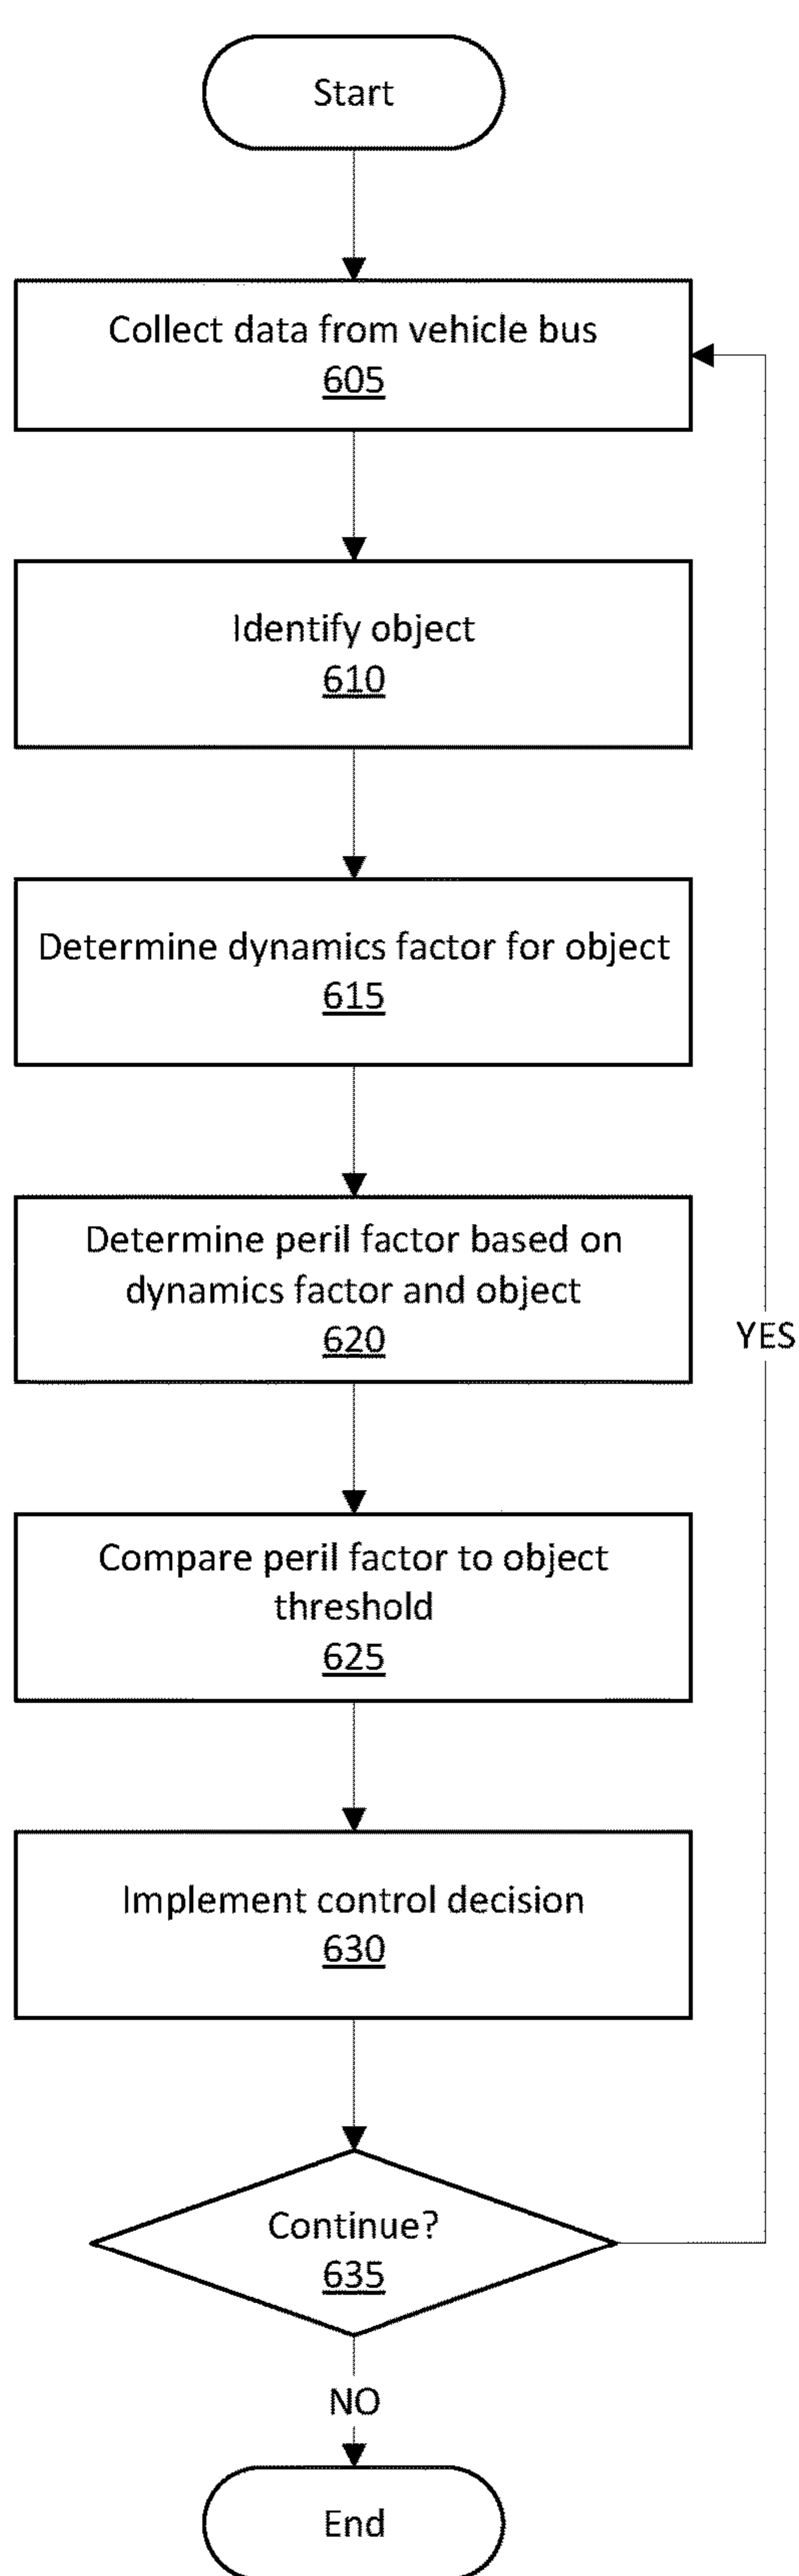 Start
Collect data from vehicle bus
605
Identify object
610
Determine dynamics factor for object
615
Determine peril factor based on
dynamics factor and object
620
YES
Compare peril factor to object
threshold
625
Implement control decision
630
Continue?
635
NO
End